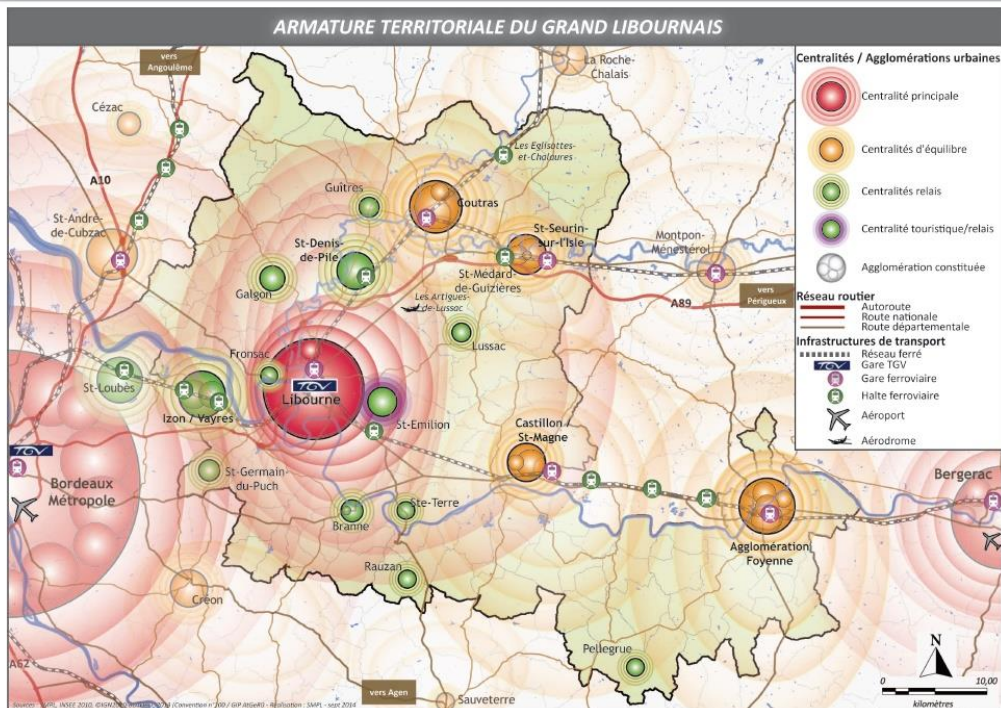 ARMATURE TERRITORIALE DU GRAND LIBOURNAIS
vers
Angoulême
La Roche-
Chalais
Cézac
Les Eglisottes-
et-Chalaures
A10
Guîtres
Coutras
St-André-
de-Cubzac
St-Denis-
de-Pile
St-Seurin-
sur-l'Isle
Montpon-
Ménestérol
Galgon
St-Médard-
de-Guizières
A89
vers
Périgueux
Les Artigues-
de-Lussac
Lussac
Fronsac
TGV
Libourne
St-Loubès
Izon / Vayres
St-Emilion
Castillon
St-Magne
TGV
Bordeaux
Métropole
St-Germain-
du-Puch
Bergerac
Branne
Ste-Terre
Agglomération
Foyenne
Rauzan
Créon
Pellegrue
A62
vers Agen
Sauveterre
Centralités / Agglomérations urbaines
Centralité principale
Centralités d'équilibre
Centralités relais
Centralité touristique/relais
Agglomération constituée
Réseau routier
Autoroute
Route nationale
Route départementale
Infrastructures de transport
Réseau ferré
TGV Gare TGV
Gare ferroviaire
Halte ferroviaire
Aéroport
Aérodrome
N
0 10,00
kilomètres